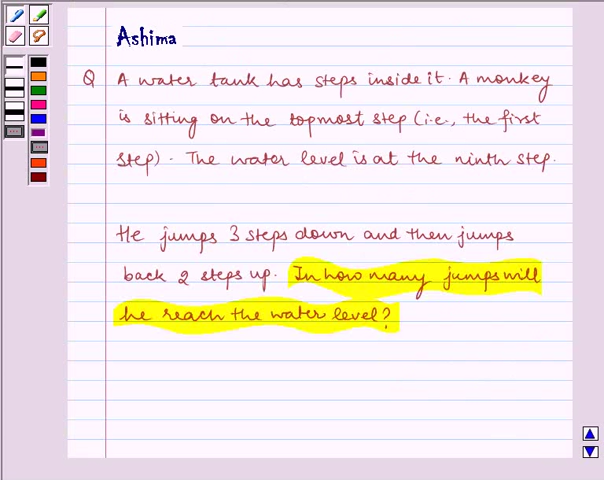 Ashima
Q A water tank has steps inside it. A monkey
is sitting on the topmost step (i.e., the first
step). The water level is at the ninth step.
He jumps 3 steps down and then jumps
back 2 steps up. In how many jumps will
he reach the water level?